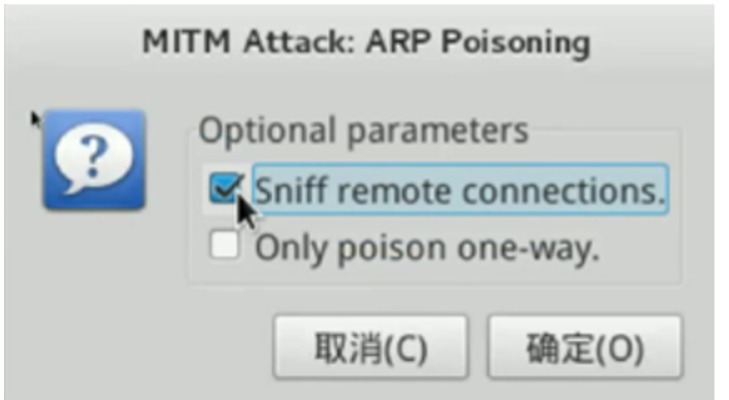 MITM Attack: ARP Poisoning
Optional parameters
Sniff remote connections.
Only poison one-way.
取消(C) 确定(O)